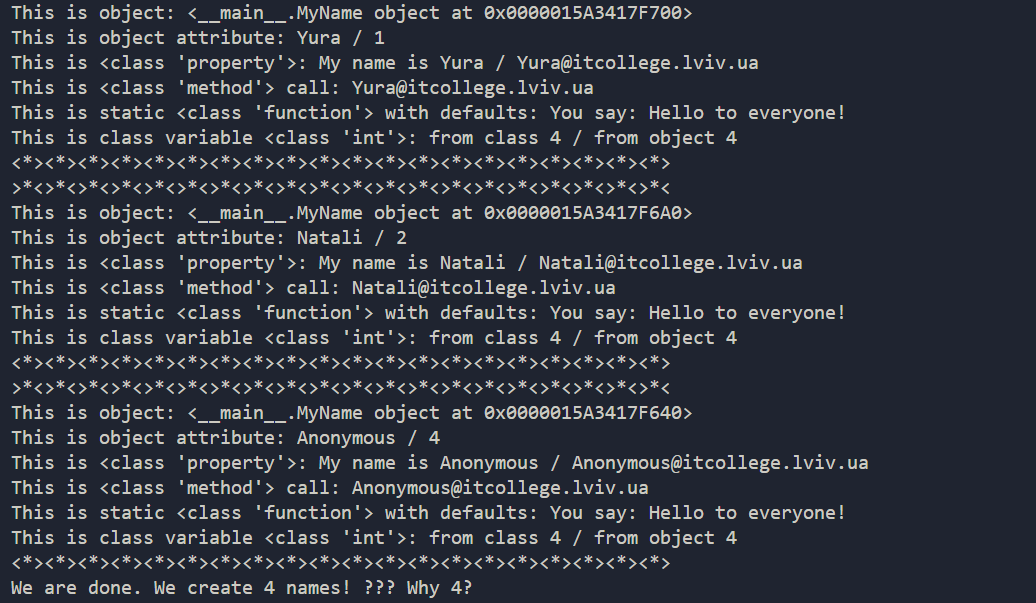 This is object: <__main__.MyName object at 0x0000015A3417F700>
This is object attribute: Yura / 1
This is <class 'property'>: My name is Yura / Yura@itcollege.lviv.ua
This is <class 'method'> call: Yura@itcollege.lviv.ua
This is static <class 'function'> with defaults: You say: Hello to everyone!
This is class variable <class 'int'>: from class 4 / from object 4
<*><*><*><*><*><*><*><*><*><*><*><*><*><*><*><*><*><*><*><*>
>*<>*<>*<>*<>*<>*<>*<>*<>*<>*<>*<>*<>*<>*<>*<>*<>*<>*<>*<>*<
This is object: <__main__.MyName object at 0x0000015A3417F6A0>
This is object attribute: Natali / 2
This is <class 'property'>: My name is Natali / Natali@itcollege.lviv.ua
This is <class 'method'> call: Natali@itcollege.lviv.ua
This is static <class 'function'> with defaults: You say: Hello to everyone!
This is class variable <class 'int'>: from class 4 / from object 4
<*><*><*><*><*><*><*><*><*><*><*><*><*><*><*><*><*><*><*><*>
>*<>*<>*<>*<>*<>*<>*<>*<>*<>*<>*<>*<>*<>*<>*<>*<>*<>*<>*<>*<
This is object: <__main__.MyName object at 0x0000015A3417F640>
This is object attribute: Anonymous / 4
This is <class 'property'>: My name is Anonymous / Anonymous@itcollege.lviv.ua
This is <class 'method'> call: Anonymous@itcollege.lviv.ua
This is static <class 'function'> with defaults: You say: Hello to everyone!
This is class variable <class 'int'>: from class 4 / from object 4
<*><*><*><*><*><*><*><*><*><*><*><*><*><*><*><*><*><*><*><*>
We are done. We create 4 names! ??? Why 4?